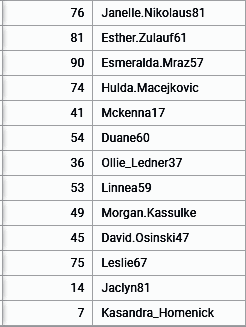 76 Janelle.Nikolaus81
81 Esther.Zulauf61
90 Esmeralda.Mraz57
74 Hulda.Macejkovic
41 Mckenna17
54 Duane60
36 Ollie_Ledner37
53 Linnea59
49 Morgan.Kassulke
45 David.Osinski47
75 Leslie67
14 Jaclyn81
7 Kasandra_Homenick